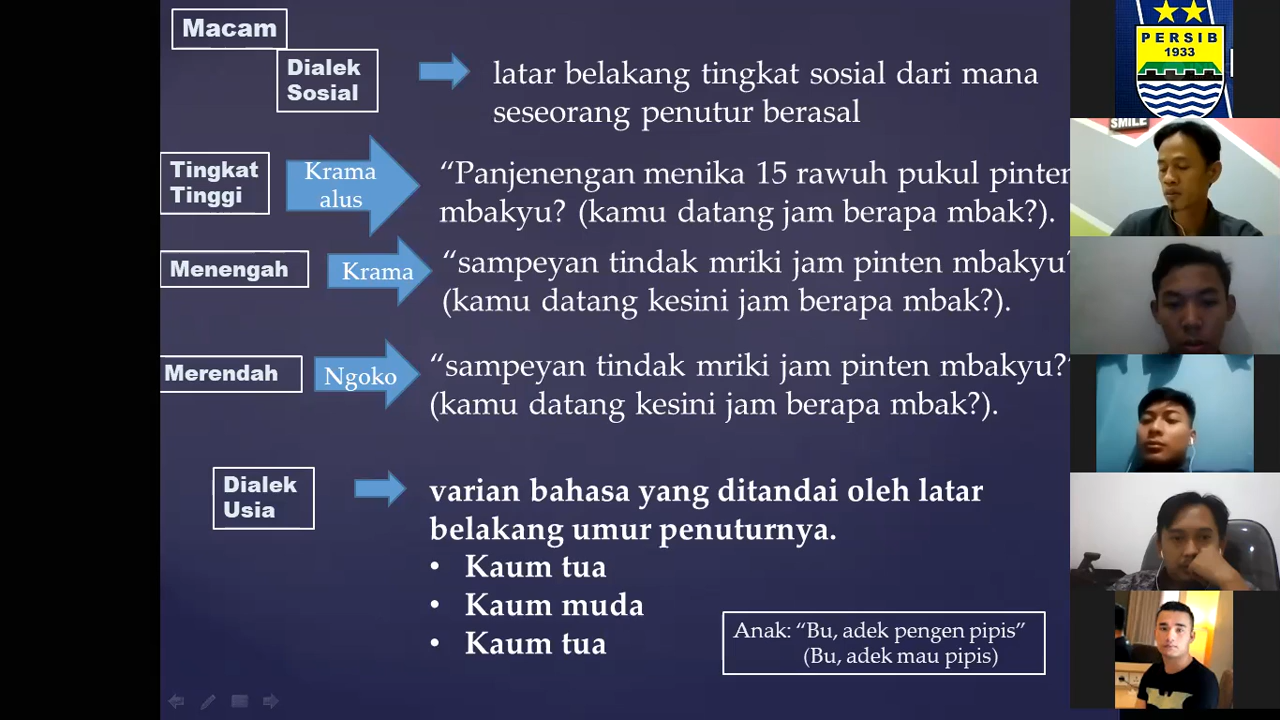 Macam
Dialek
Sosial
latar belakang tingkat sosial dari mana
seseorang penutur berasal
Tingkat
Tinggi
Krama
alus
“Panjenengan menika 15 rawuh pukul pinten
mbakyu? (kamu datang jam berapa mbak?).
Menengah
Krama
“sampeyan tindak mriki jam pinten mbakyu?
(kamu datang kesini jam berapa mbak?).
Merendah
Ngoko
“sampeyan tindak mriki jam pinten mbakyu?“
(kamu datang kesini jam berapa mbak?).
Dialek
Usia
varian bahasa yang ditandai oleh latar
belakang umur penuturnya.
• Kaum tua
• Kaum muda
• Kaum tua
Anak: “Bu, adek pengen pipis”
(Bu, adek mau pipis)
PERSIB
1933
SMILE